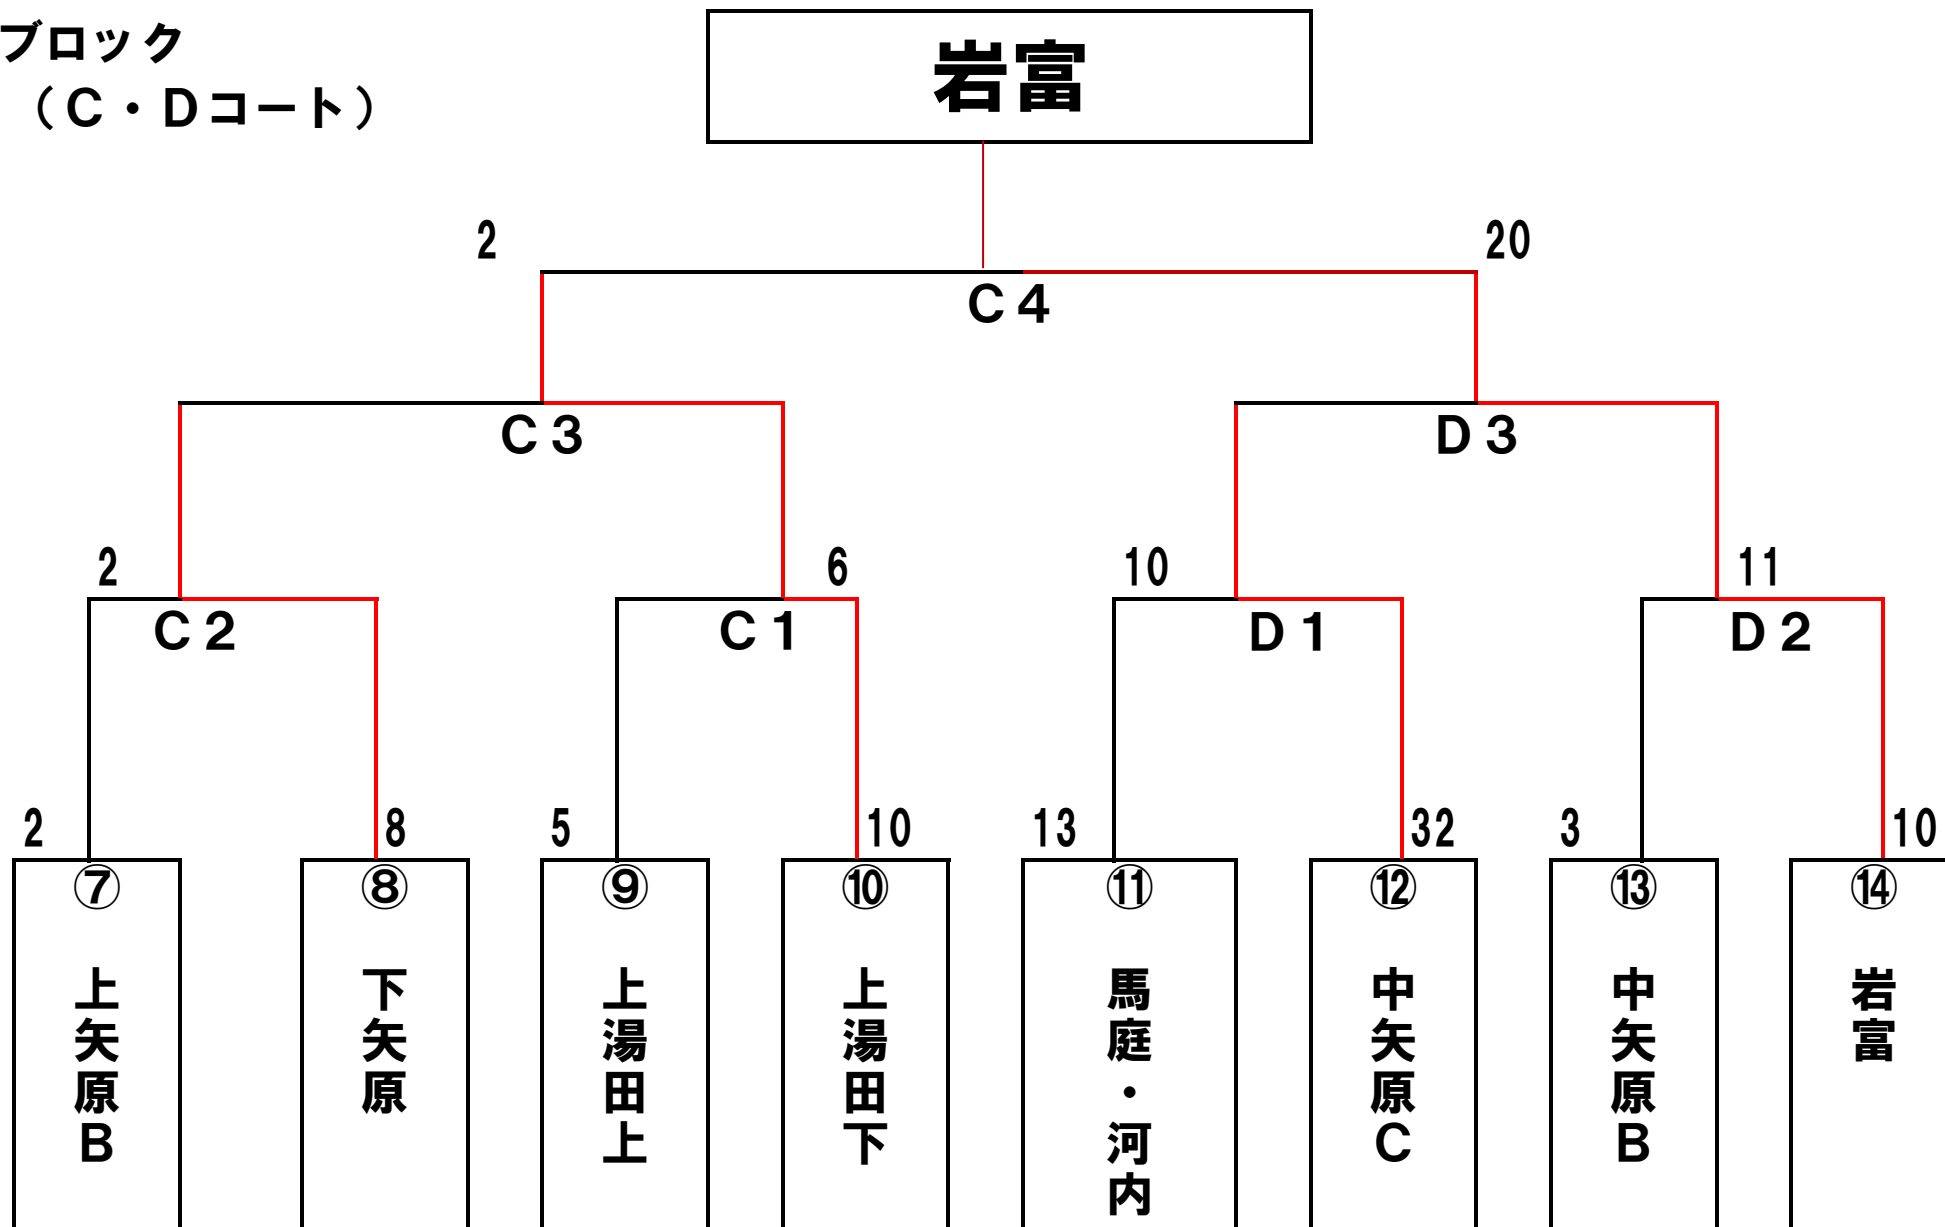 ブロック
（Ｃ・Ｄコート）
岩富
2
20
Ｃ４
Ｃ３
Ｄ３
2
6
10
11
Ｃ２
Ｃ１
Ｄ１
Ｄ２
2
8
5
10
13
32
3
10
⑦
⑧
⑨
⑩
⑪
⑫
⑬
⑭
上矢原Ｂ
下矢原
上湯田上
上湯田下
馬庭・河内
中矢原Ｃ
中矢原Ｂ
岩富